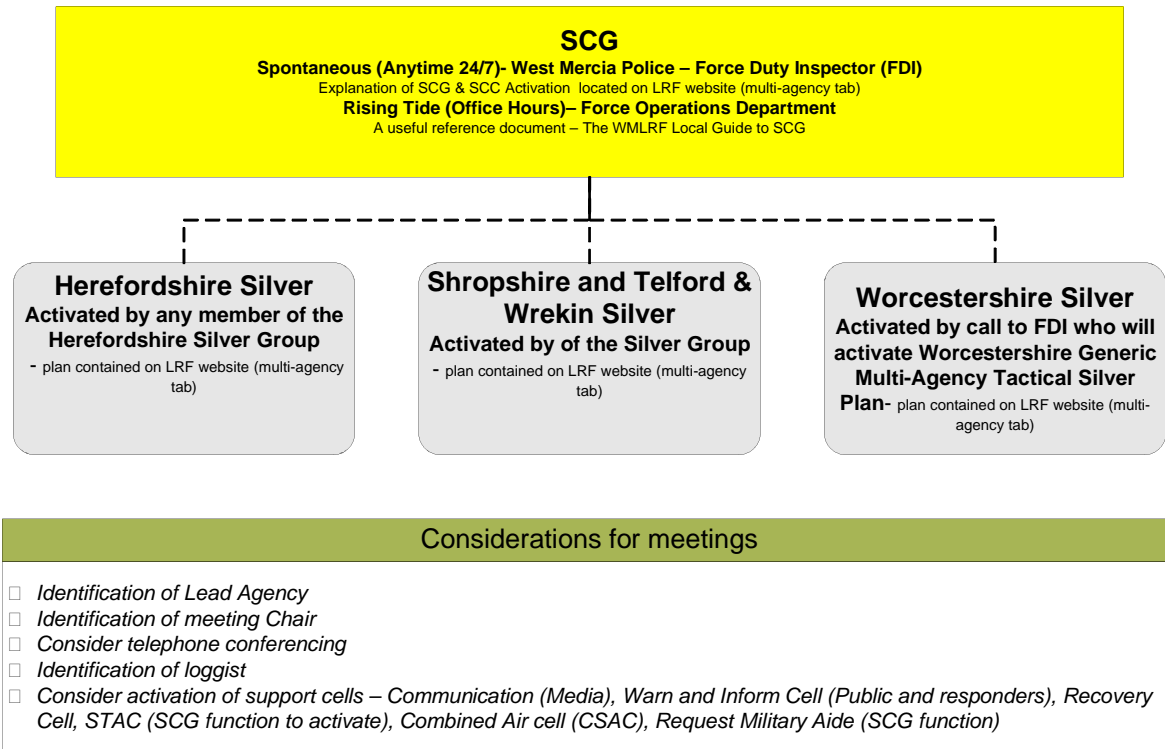 SCG
Spontaneous (Anytime 24/7)- West Mercia Police – Force Duty Inspector (FDI)
Explanation of SCG & SCC Activation located on LRF website (multi-agency tab)
Rising Tide (Office Hours)– Force Operations Department
A useful reference document – The WMLRF Local Guide to SCG
Herefordshire Silver
Activated by any member of the
Herefordshire Silver Group
- plan contained on LRF website (multi-agency
tab)
Shropshire and Telford &
Wrekin Silver
Activated by of the Silver Group
- plan contained on LRF website (multi-agency
tab)
Worcestershire Silver
Activated by call to FDI who will
activate Worcestershire Generic
Multi-Agency Tactical Silver
Plan- plan contained on LRF website (multi-
agency tab)
Considerations for meetings
□ Identification of Lead Agency
□ Identification of meeting Chair
□ Consider telephone conferencing
□ Identification of loggist
□ Consider activation of support cells – Communication (Media), Warn and Inform Cell (Public and responders), Recovery
Cell, STAC (SCG function to activate), Combined Air cell (CSAC), Request Military Aide (SCG function)